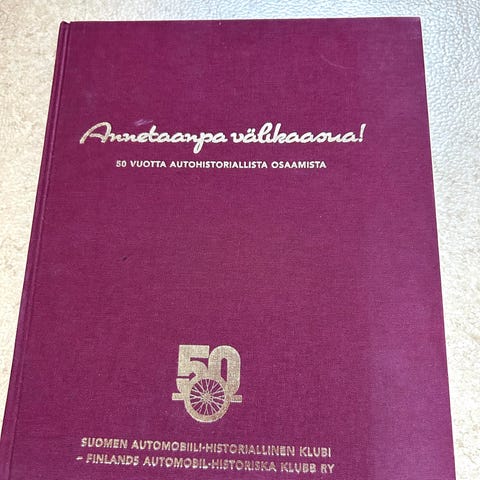 Annetaanpa välikaasua!
50 VUOTTA AUTOHISTORIALLISTA OSAAMISTA
50
SUOMEN AUTOMOBIILI-HISTORIALLINEN KLUBI
- FINLANDS AUTOMOBIL-HISTORISKA KLUBB RY